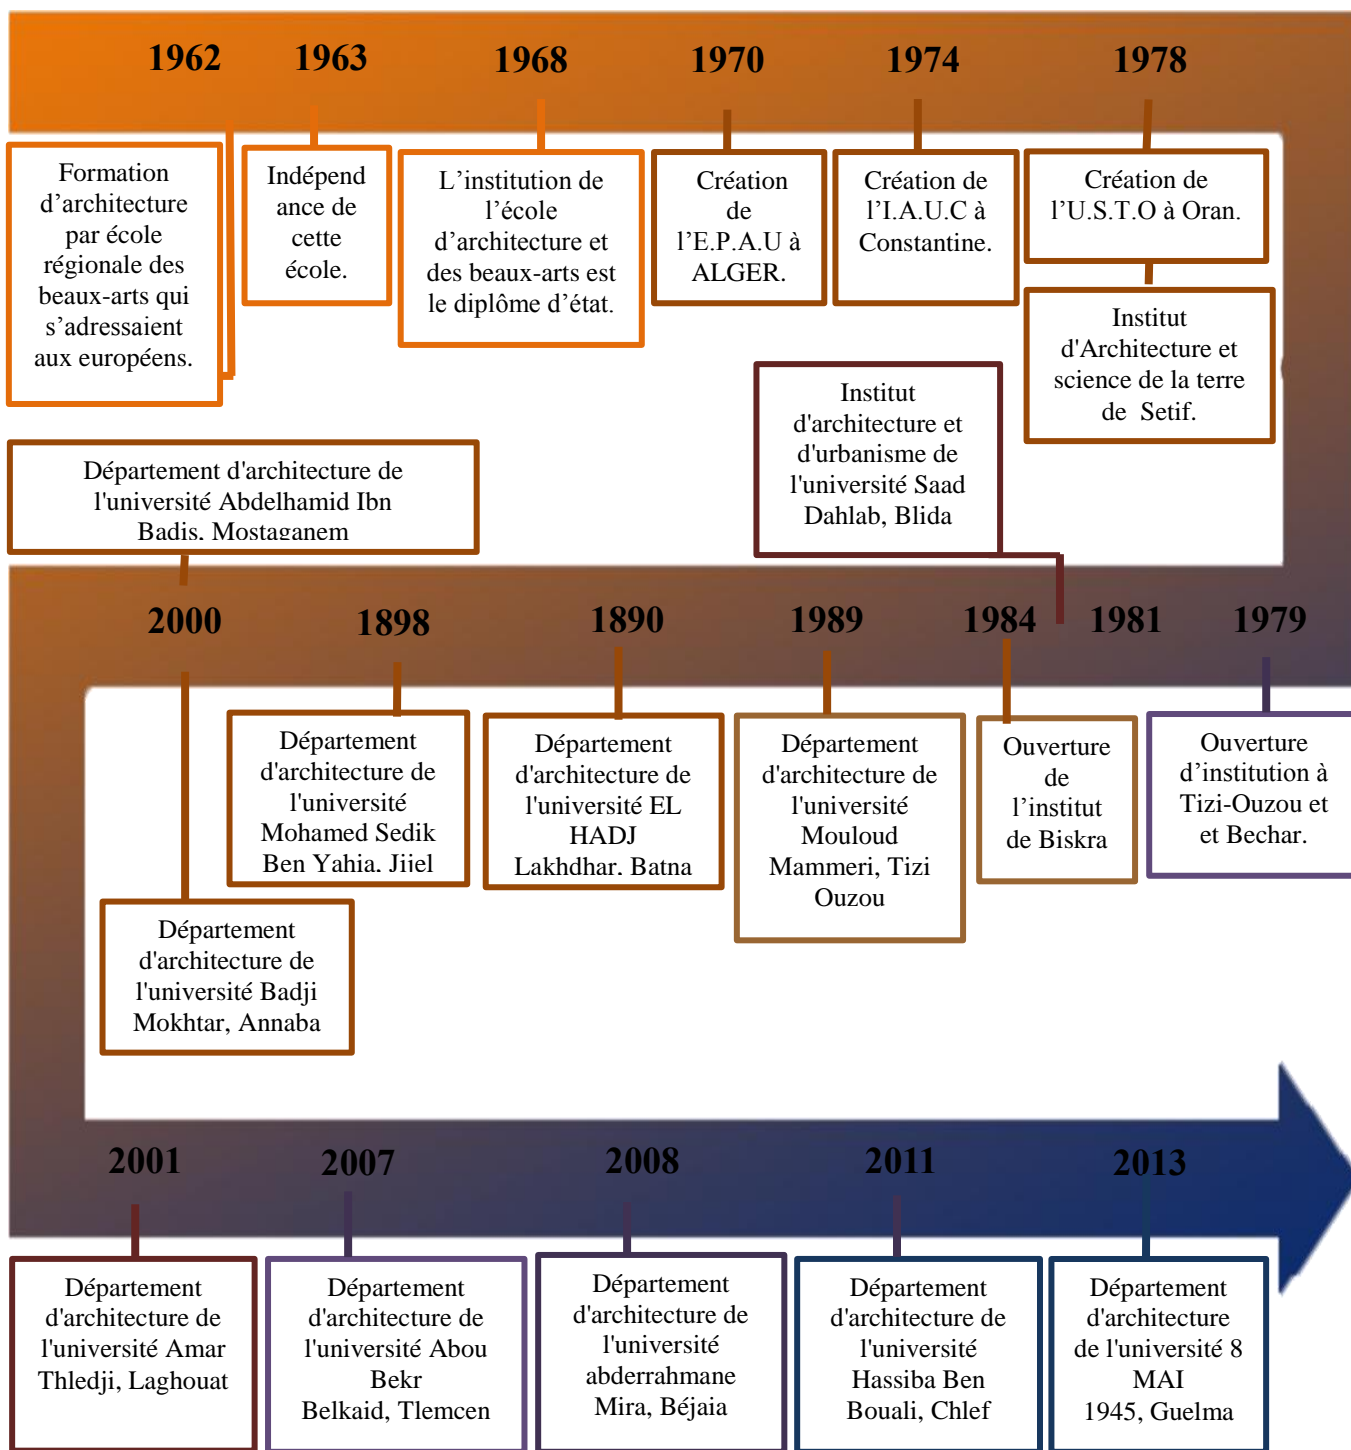 1962 1963 1968 1970 1974 1978
Formation
d’architecture
par école
régionale des
beaux-arts qui
s’adressaient
aux européens.
Indépend
ance de
cette
école.
L’institution de
l’école
d’architecture et
des beaux-arts est
le diplôme d’état.
Création
de
l’E.P.A.U à
ALGER.
Création de
l’I.A.U.C à
Constantine.
Création de
l’U.S.T.O à Oran.
Institut
d'Architecture et
science de la terre
de Setif.
Institut
d'architecture et
d'urbanisme de
l'université Saad
Dahlab, Blida
Département d'architecture de
l'université Abdelhamid Ibn
Badis, Mostaganem
2000 1898 1890 1989 1984 1981 1979
Département
d'architecture de
l'université
Mohamed Sedik
Ben Yahia, Jijel
Département
d'architecture de
l'université EL
HADJ
Lakhdhar, Batna
Département
d'architecture de
l'université
Mouloud
Mammeri, Tizi
Ouzou
Ouverture
de
l’institut
de Biskra
Ouverture
d’institution à
Tizi-Ouzou et
et Bechar.
Département
d'architecture de
l'université Badji
Mokhtar, Annaba
2001 2007 2008 2011 2013
Département
d'architecture de
l'université Amar
Thledji, Laghouat
Département
d'architecture de
l'université Abou
Bekr
Belkaid, Tlemcen
Département
d'architecture de
l'université
abderrahmane
Mira, Béjaia
Département
d'architecture de
l'université
Hassiba Ben
Bouali, Chlef
Département
d'architecture
de l'université 8
MAI
1945, Guelma